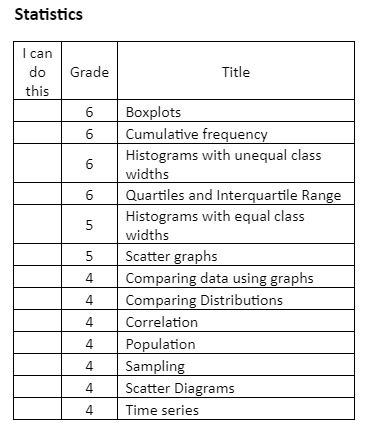 Statistics
I can
do
this
Grade
Title
6 Boxplots
6 Cumulative frequency
6 Histograms with unequal class
widths
6 Quartiles and Interquartile Range
5 Histograms with equal class
widths
5 Scatter graphs
4 Comparing data using graphs
4 Comparing Distributions
4 Correlation
4 Population
4 Sampling
4 Scatter Diagrams
4 Time series